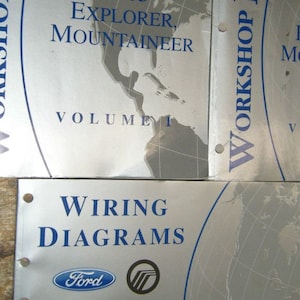 WORKSHOP
EXPLORER,
MOUNTAINEER
VOLUME 1
WORKSHOP
WIRING
DIAGRAMS
Ford